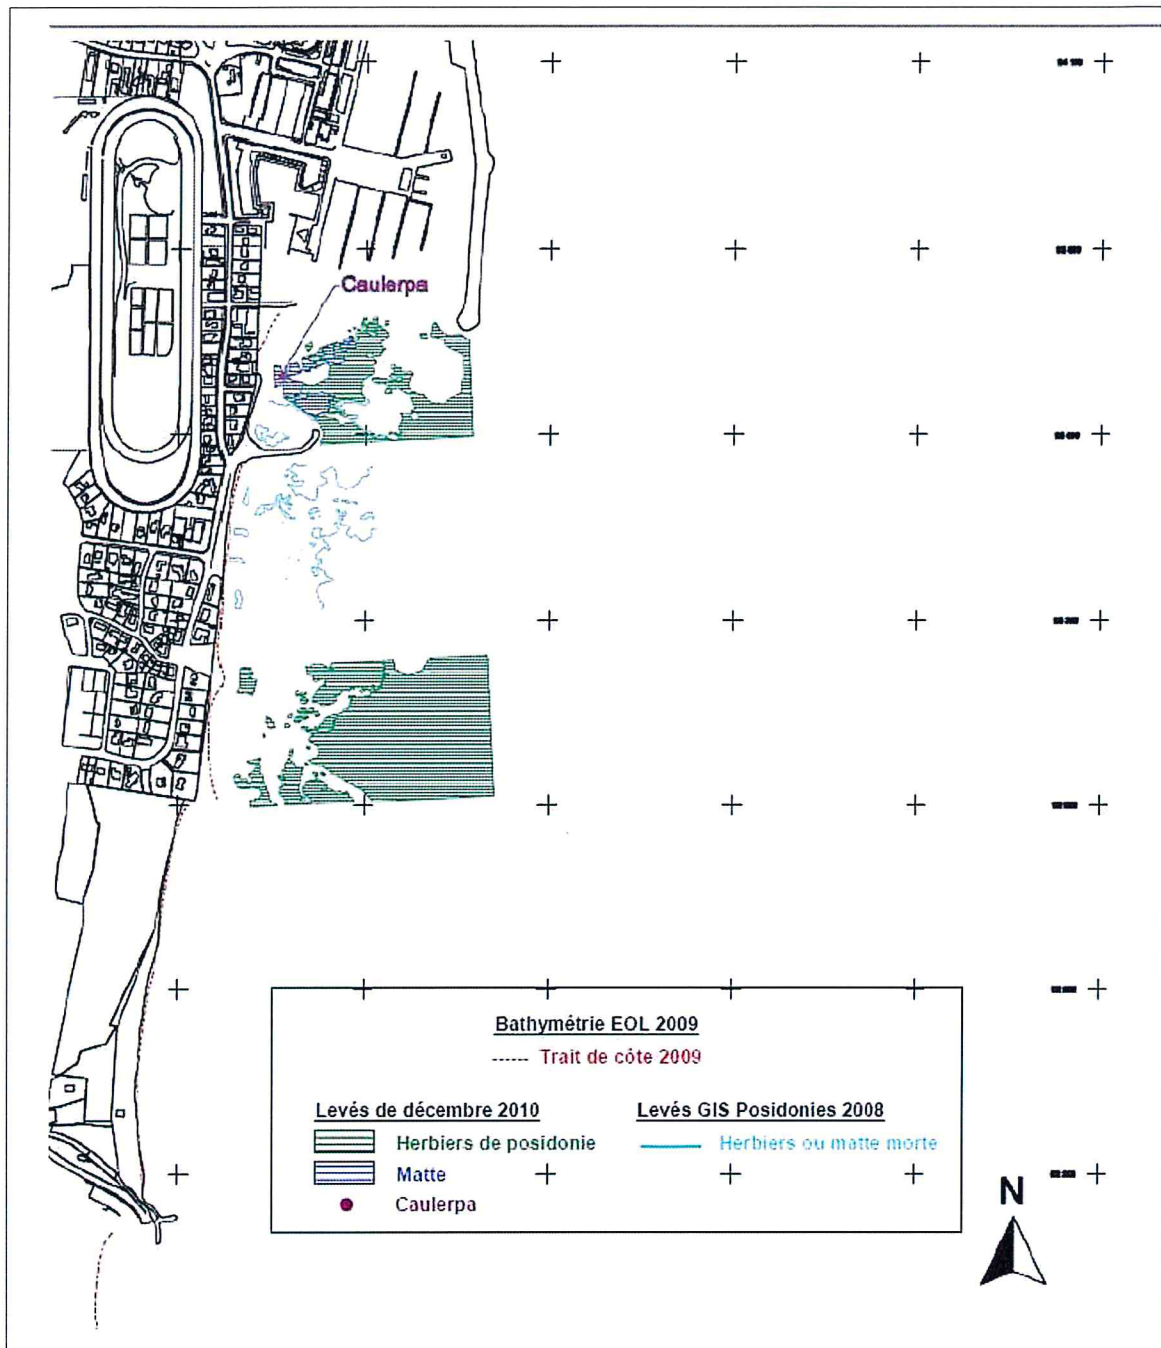 Caulerpa
Bathymétrie EOL 2009
Trait de côte 2009
Levés de décembre 2010
Herbiers de posidonie
Matte
Caulerpa
Levés GIS Posidonies 2008
Herbiers ou matte morte
N